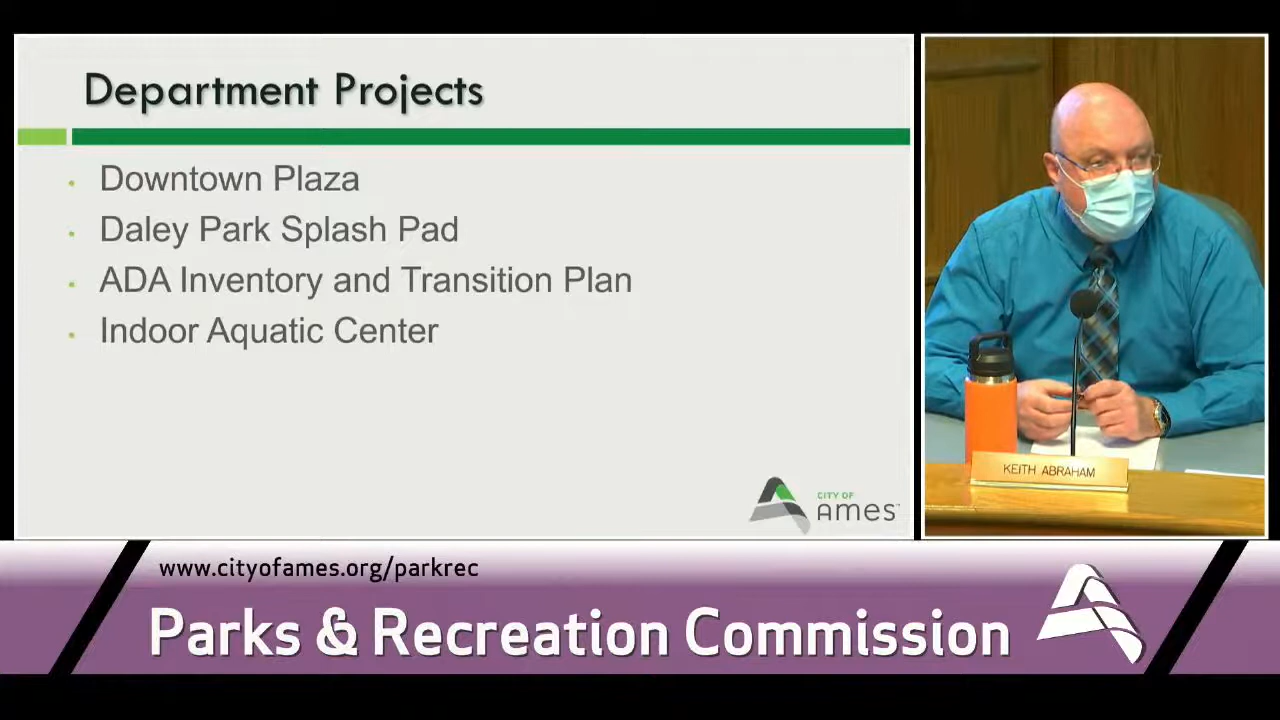 Department Projects
Downtown Plaza
Daley Park Splash Pad
ADA Inventory and Transition Plan
Indoor Aquatic Center
CITY OF
AMES™
KEITH ABRAHAM
www.cityofames.org/parkrec
Parks & Recreation Commission